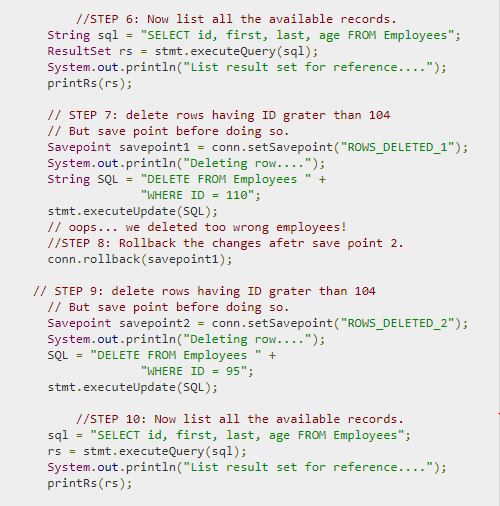 //STEP 6: Now list all the available records.
String sql = "SELECT id, first, last, age FROM Employees";
ResultSet rs = stmt.executeQuery(sql);
System.out.println("List result set for reference....");
printRs(rs);
// STEP 7: delete rows having ID grater than 104
// But save point before doing so.
Savepoint savepoint1 = conn.setSavepoint("ROWS_DELETED_1");
System.out.println("Deleting row....");
String SQL = "DELETE FROM Employees " +
"WHERE ID = 110";
stmt.executeUpdate(SQL);
// oops... we deleted too wrong employees!
//STEP 8: Rollback the changes afetr save point 2.
conn.rollback(savepoint1);
// STEP 9: delete rows having ID grater than 104
// But save point before doing so.
Savepoint savepoint2 = conn.setSavepoint("ROWS_DELETED_2");
System.out.println("Deleting row....");
SQL = "DELETE FROM Employees " +
"WHERE ID = 95";
stmt.executeUpdate(SQL);
//STEP 10: Now list all the available records.
sql = "SELECT id, first, last, age FROM Employees";
rs = stmt.executeQuery(sql);
System.out.println("List result set for reference....");
printRs(rs);